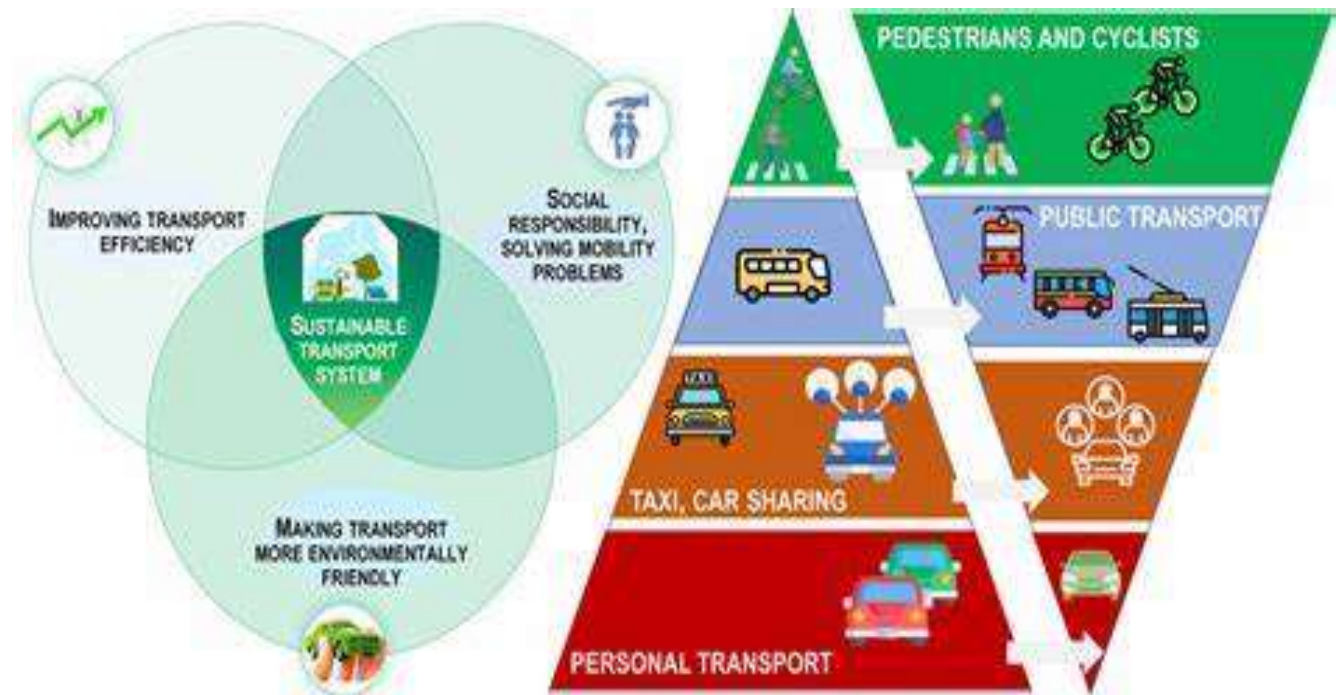 IMPROVING TRANSPORT
EFFICIENCY
SOCIAL
RESPONSIBILITY,
SOLVING MOBILITY
PROBLEMS
SUSTAINABLE
TRANSPORT
SYSTEM
MAKING TRANSPORT
MORE ENVIRONMENTALLY
FRIENDLY
PEDESTRIANS AND CYCLISTS
PUBLIC TRANSPORT
TAXI
TAXI, CAR SHARING
PERSONAL TRANSPORT